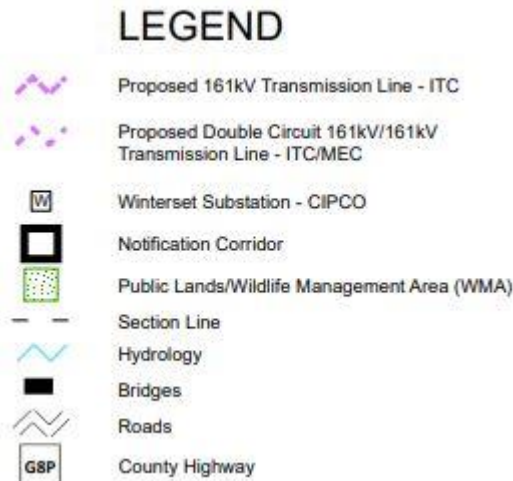 LEGEND
Proposed 161kV Transmission Line - ITC
Proposed Double Circuit 161kV/161kV
Transmission Line - ITC/MEC
W
Winterset Substation - CIPCO
Notification Corridor
Public Lands/Wildlife Management Area (WMA)
Section Line
Hydrology
Bridges
Roads
G8P
County Highway